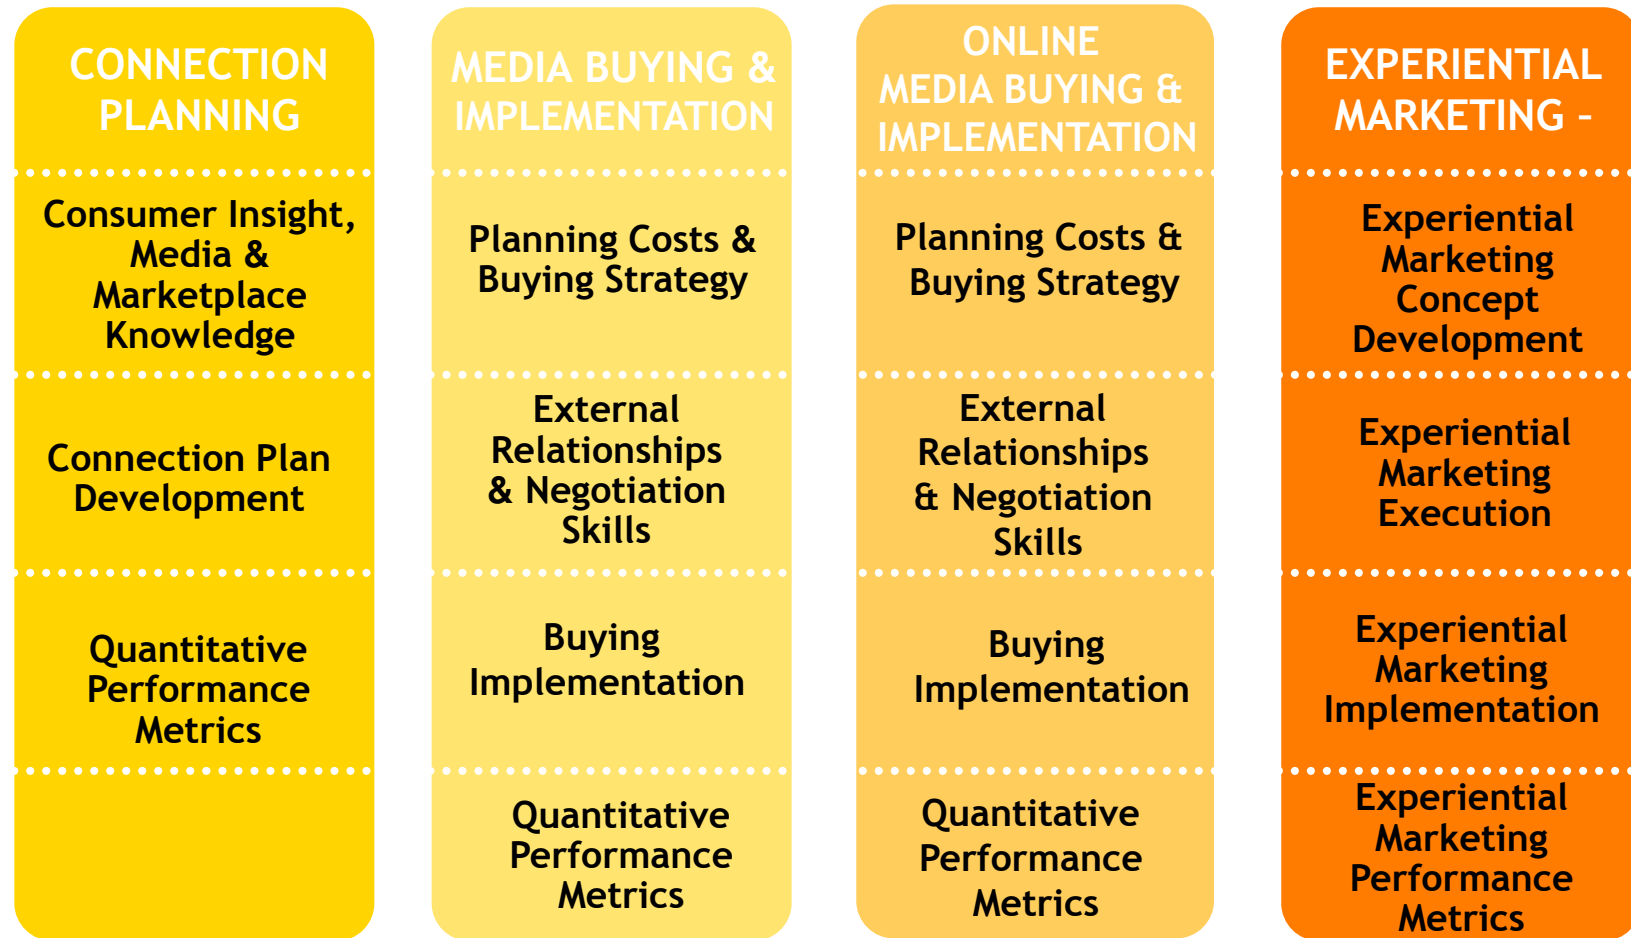 CONNECTION
PLANNING
Consumer Insight,
Media &
Marketplace
Knowledge
Connection Plan
Development
Quantitative
Performance
Metrics
MEDIA BUYING &
IMPLEMENTATION
Planning Costs &
Buying Strategy
External
Relationships
& Negotiation
Skills
Buying
Implementation
Quantitative
Performance
Metrics
ONLINE
MEDIA BUYING &
IMPLEMENTATION
Planning Costs &
Buying Strategy
External
Relationships
& Negotiation
Skills
Buying
Implementation
Quantitative
Performance
Metrics
EXPERIENTIAL
MARKETING –
Experiential
Marketing
Concept
Development
Experiential
Marketing
Execution
Experiential
Marketing
Implementation
Experiential
Marketing
Performance
Metrics